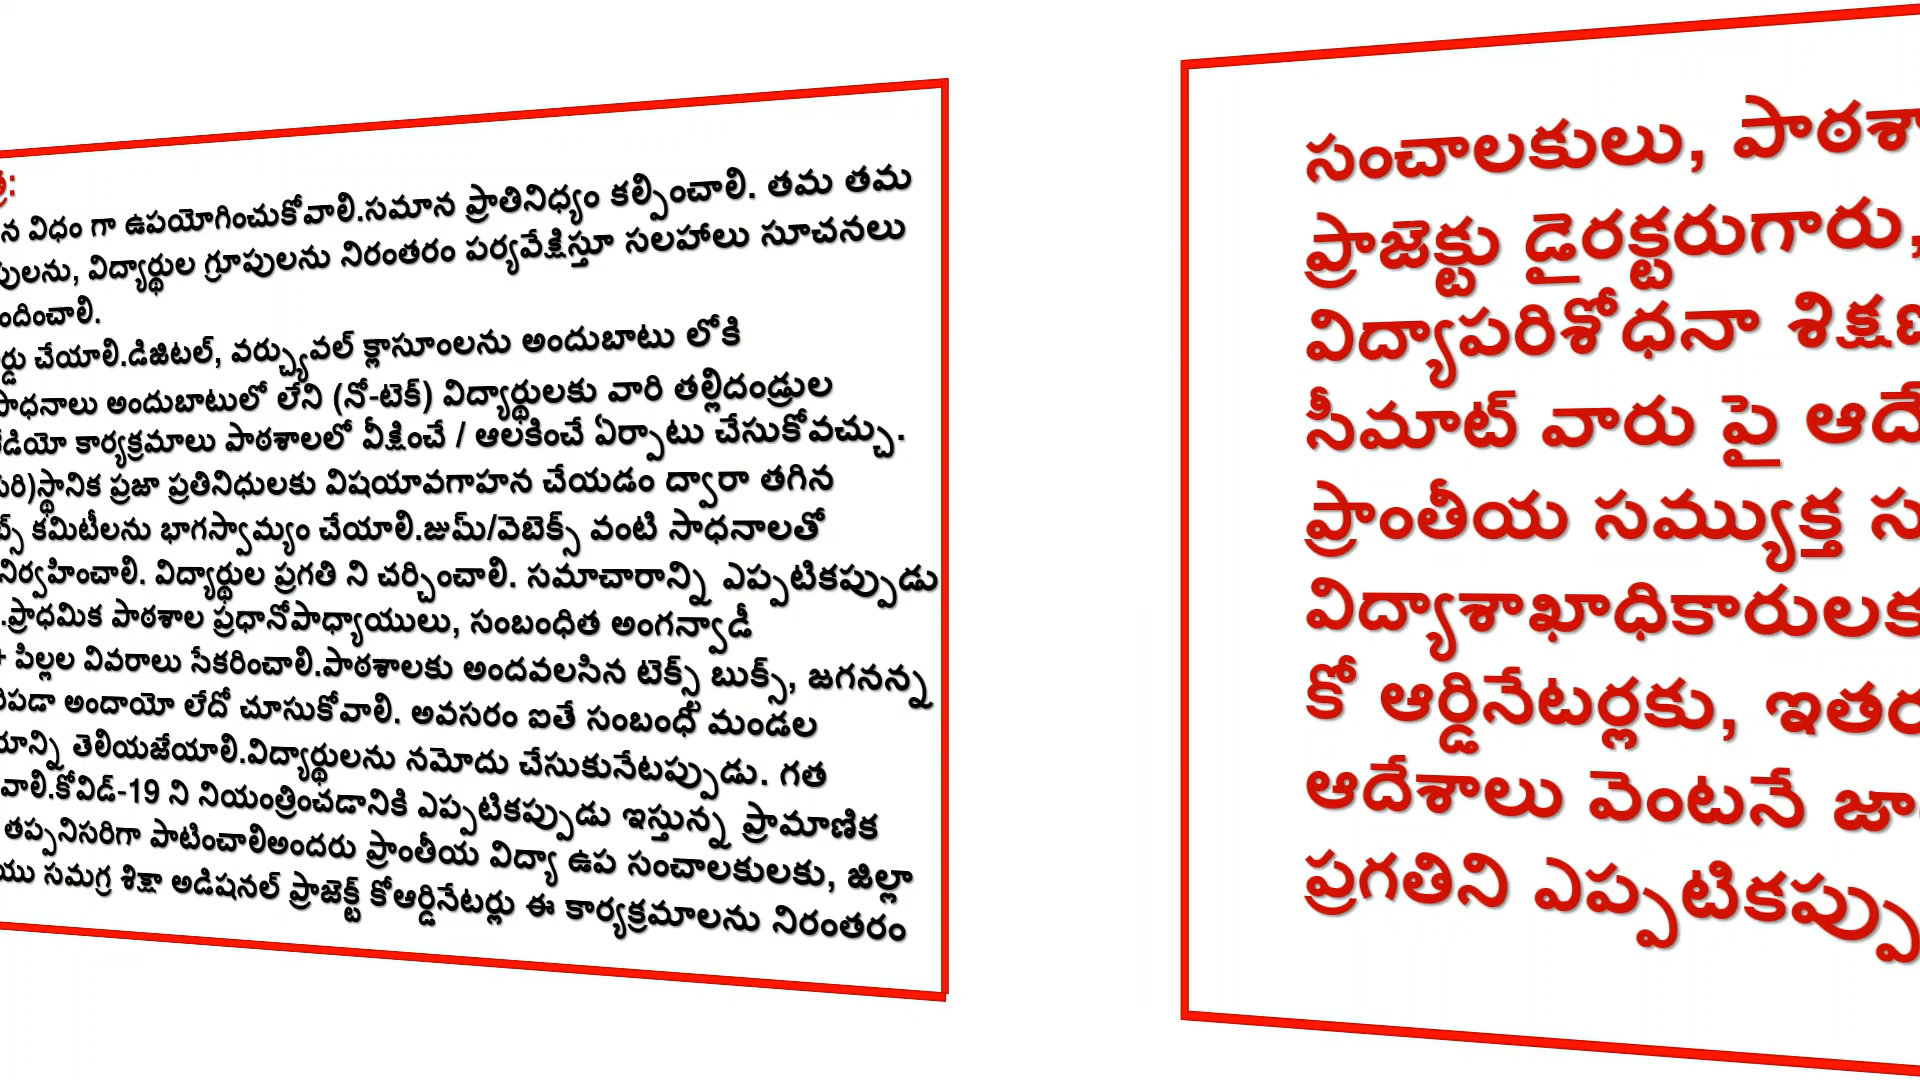 న విధం గా ఉపయోగించుకోవాలి.సమాన ప్రాతినిధ్యం కల్పించాలి. తమ తమ
విద్యార్థుల గ్రూపులను నిరంతరం పర్యవేక్షిస్తూ సలహాలు సూచనలు
చేయాలి.డిజిటల్, వర్చ్యువల్ క్లాసూంలను అందుబాటు లోకి
సాధనాలు అందుబాటులో లేని (నో-టెక్) విద్యార్థులకు వారి తల్లిదండ్రుల
డియో కార్యక్రమాలు పాఠశాలలో వీక్షించే / ఆలకించే ఏర్పాటు చేసుకోవచ్చు.
రి)స్థానిక ప్రజా ప్రతినిధులకు విషయావగాహన చేయడం ద్వారా తగిన
కమిటీలను భాగస్వామ్యం చేయాలి.జుమ్/వెబెక్స్ వంటి సాధనాలతో
నిర్వహించాలి. విద్యార్థుల ప్రగతి ని చర్చించాలి. సమాచారాన్ని ఎప్పటికప్పుడు
.ప్రాధమిక పాఠశాల ప్రధానోపాధ్యాయులు, సంబంధిత అంగన్వాడీ
+ పిల్లల వివరాలు సేకరించాలి.పాఠశాలకు అందవలసిన టెక్స్ట్ బుక్స్, జగనన్న
అందాయో లేదో చూసుకోవాలి. అవసరం ఐతే సంబంధ మండల
తెలియజేయాలి.విద్యార్థులను నమోదు చేసుకునేటప్పుడు. గత
వాలి.కోవిడ్-19 ని నియంత్రించడానికి ఎప్పటికప్పుడు ఇస్తున్న ప్రామాణిక
తప్పనిసరిగా పాటించాలిఅందరు ప్రాంతీయ విద్యా ఉప సంచాలకులకు, జిల్లా
యు సమగ్ర శిక్షా అడిషనల్ ప్రాజెక్ట్ కోఆర్డినేటర్లు ఈ కార్యక్రమాలను నిరంతరం
సంచాలకులు, పాఠశా
ప్రాజెక్టు డైరక్టరుగారు,
విద్యాపరిశోధనా శిక్షణ
సీమాట్ వారు పై ఆదే
ప్రాంతీయ సమ్యుక్త స
విద్యాశాఖాధికారులక
కో ఆర్డినేటర్లకు, ఇతర
ఆదేశాలు వెంటనే జా
ప్రగతిని ఎప్పటికప్పు